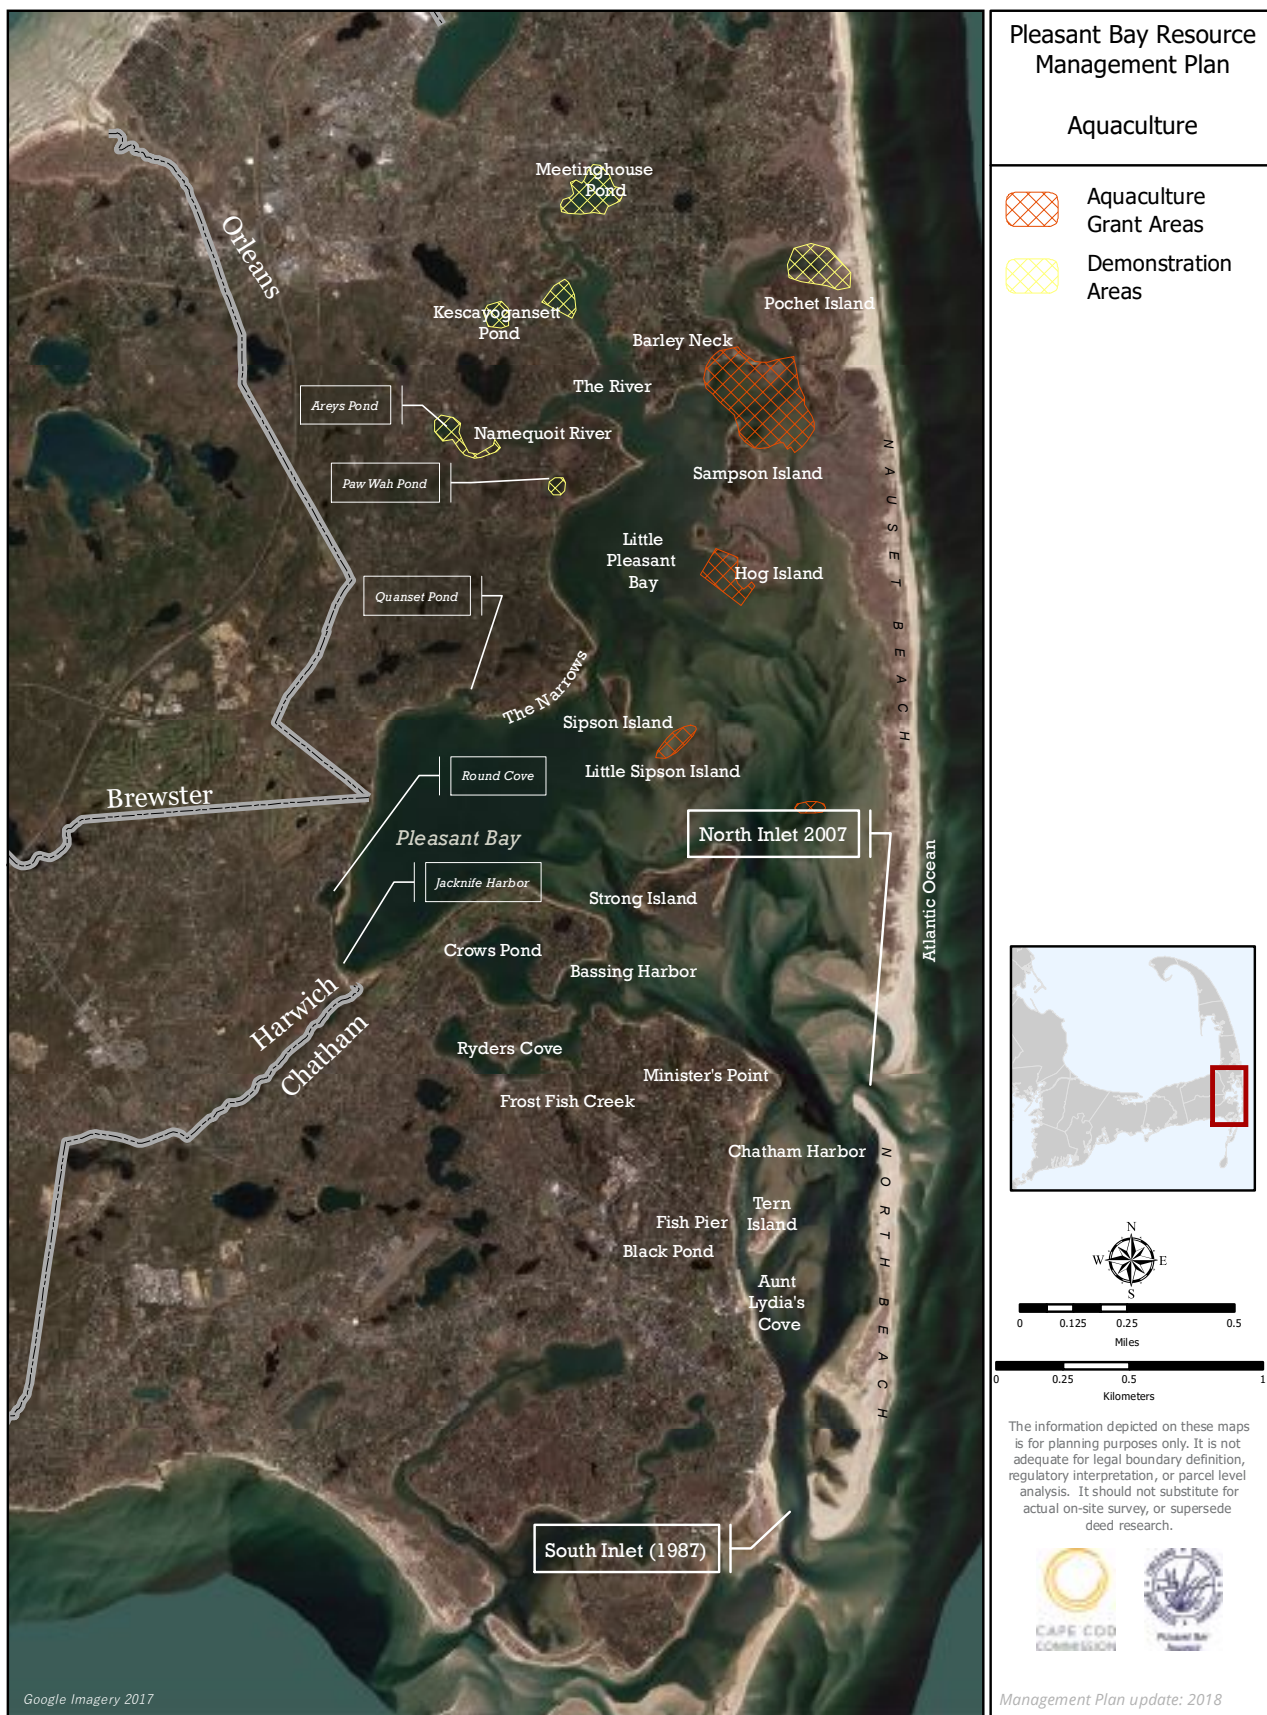 Pleasant Bay Resource
Management Plan
Aquaculture
Aquaculture
Grant Areas
Demonstration
Areas
Meetinghouse
Pond
Orleans
Pochet Island
Kescayogansett
Pond
Barley Neck
The River
Areys Pond
Namequoit River
Paw Wah Pond
Sampson Island
NAUSET BEACH
Little
Pleasant
Bay
Hog Island
Quanset Pond
The Narrows
Sipson Island
Little Sipson Island
Round Cove
Brewster
North Inlet 2007
Pleasant Bay
Jacknife Harbor
Strong Island
Atlantic Ocean
Crows Pond
Bassing Harbor
Harwich
Chatham
Ryders Cove
Minister's Point
Frost Fish Creek
Chatham Harbor
NORTH BEACH
Tern
Island
Fish Pier
Black Pond
Aunt
Lydia's
Cove
South Inlet (1987)
Google Imagery 2017
N
W E
S
0 0.125 0.25 0.5
Miles
0 0.25 0.5 1
Kilometers
The information depicted on these maps
is for planning purposes only. It is not
adequate for legal boundary definition,
regulatory interpretation, or parcel level
analysis. It should not substitute for
actual on-site survey, or supersede
deed research.
CAPE COD
COMMISSION
Pleasant Bay
Alliance
Management Plan update: 2018